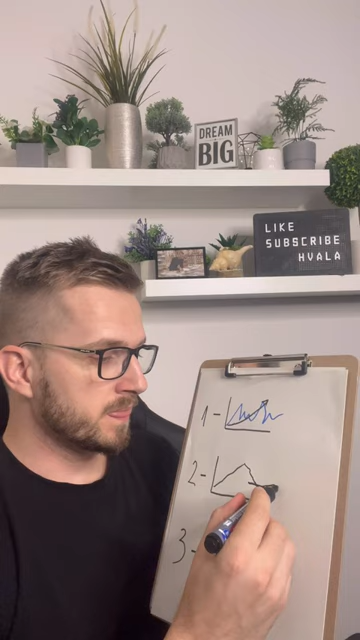 DREAM
BIG
LIKE
SUBSCRIBE
HVALA
1-
2-
3-